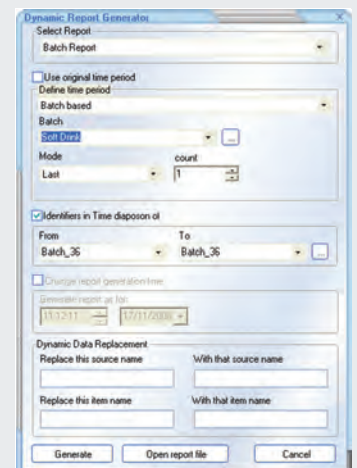 Dynamic Report Generator
Select Report
Batch Report
Use original time period
Define time period
Batch based
Batch
Soft Drink
...
Mode count
Last 1
Identifiers in Time diapason of
From To
Batch_36 Batch_36 ...
Change report generation time
Generate report as for:
11:12:11 17/11/2008
Dynamic Data Replacement
Replace this source name With that source name
Replace this item name With that item name
Generate Open report file Cancel